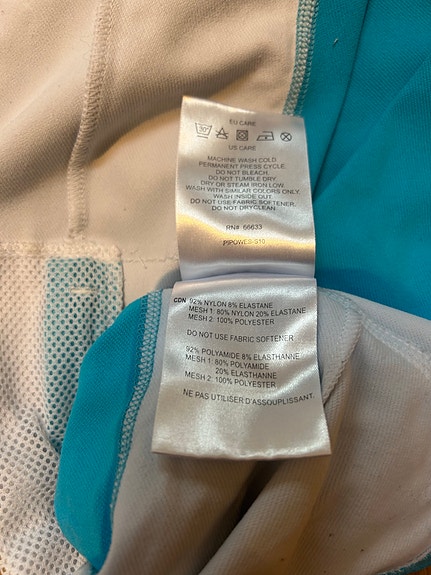 EU CARE
30°
US CARE
MACHINE WASH COLD
PERMANENT PRESS CYCLE.
DO NOT BLEACH.
DO NOT TUMBLE DRY
DRY OR STEAM IRON LOW
WASH WITH SIMILAR COLORS ONLY.
WASH INSIDE OUT.
DO NOT USE FABRIC SOFTENER.
DO NOT DRYCLEAN
RN# 66633
PIPOWES-S10
CDN 92% NYLON 8% ELASTANE
MESH 1: 80% NYLON 20% ELASTANE
MESH 2: 100% POLYESTER
DO NOT USE FABRIC SOFTENER
92% POLYAMIDE 8% ELASTHANNE
MESH 1: 80% POLYAMIDE
20% ELASTHANNE
MESH 2: 100% POLYESTER
NE PAS UTILISER D'ASSOUPLISSANT.